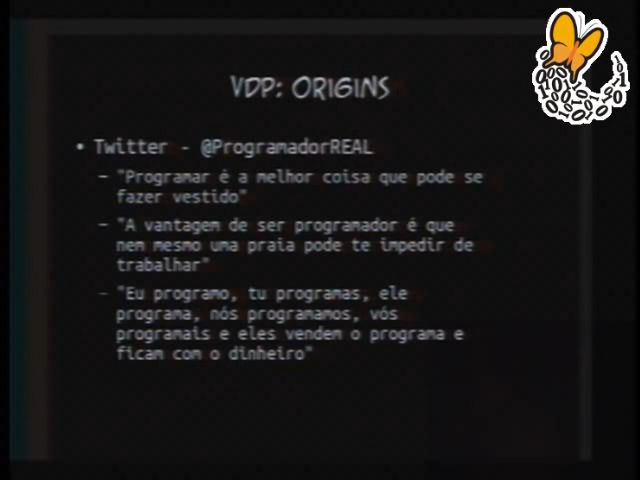 VDP: ORIGINS
• Twitter - @ProgramadorREAL
– "Programar é a melhor coisa que pode se
fazer vestido"
– "A vantagem de ser programador é que
nem mesmo uma praia pode te impedir de
trabalhar"
– "Eu programo, tu programas, ele
programa, nós programamos, vós
programais e eles vendem o programa e
ficam com o dinheiro"